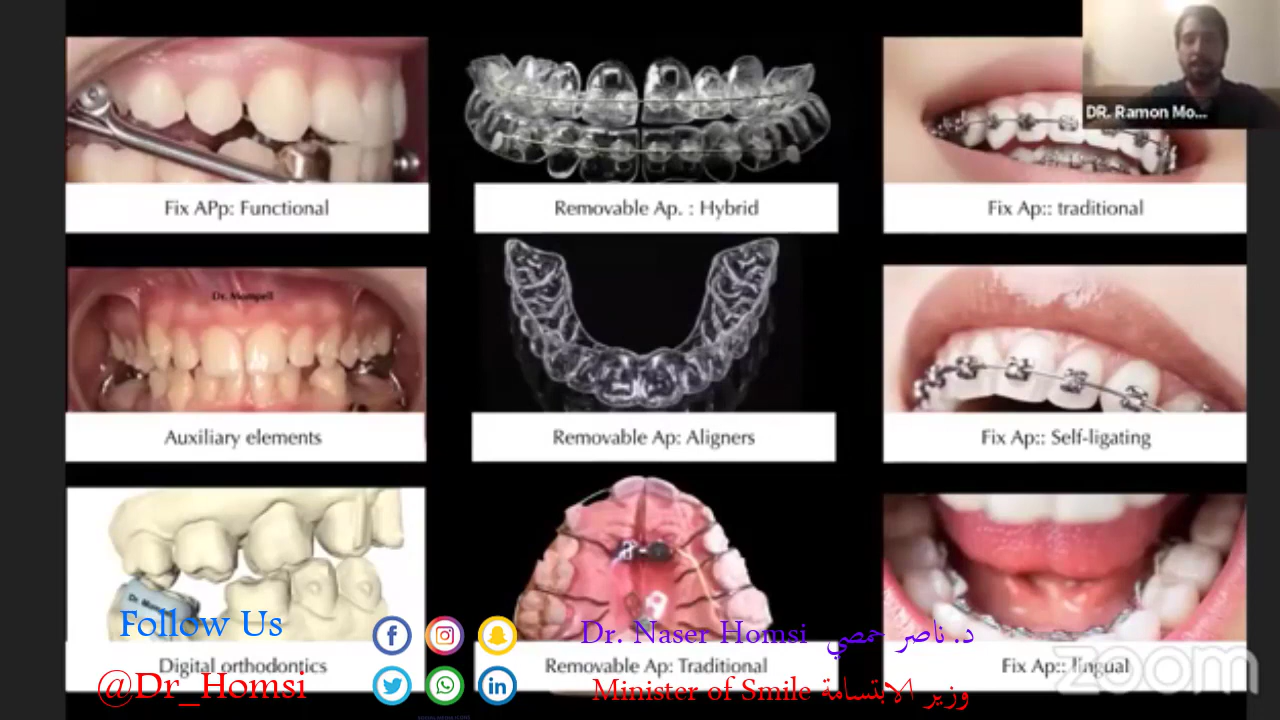 DR. Ramon Mo...
Fix APp: Functional
Removable Ap. : Hybrid
Fix Ap:: traditional
Dr. Mompell
Auxiliary elements
Removable Ap: Aligners
Fix Ap:: Self-ligating
Follow Us
Dr. Naser Homsi د. ناصر حمصي
Digital orthodontics
Removable Ap: Traditional
Fix Ap:: lingual
zoom
@Dr_Homsi
Minister of Smile وزير الابتسامة